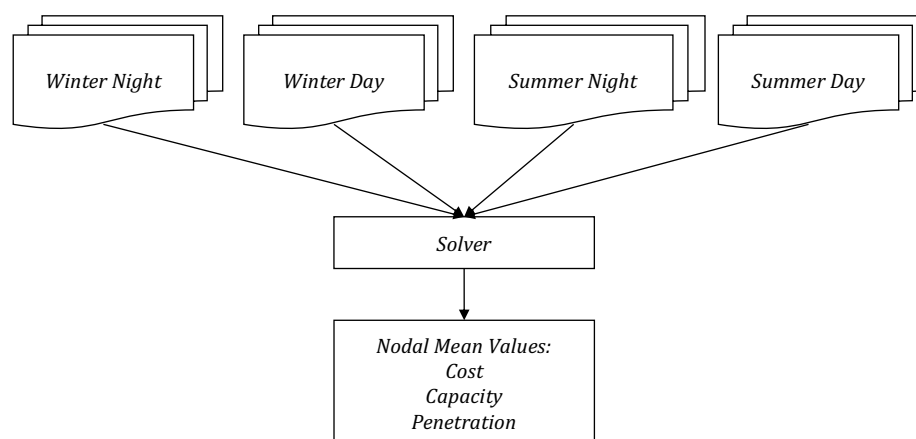 Winter Night
Winter Day
Summer Night
Summer Day
Solver
Nodal Mean Values:
Cost
Capacity
Penetration